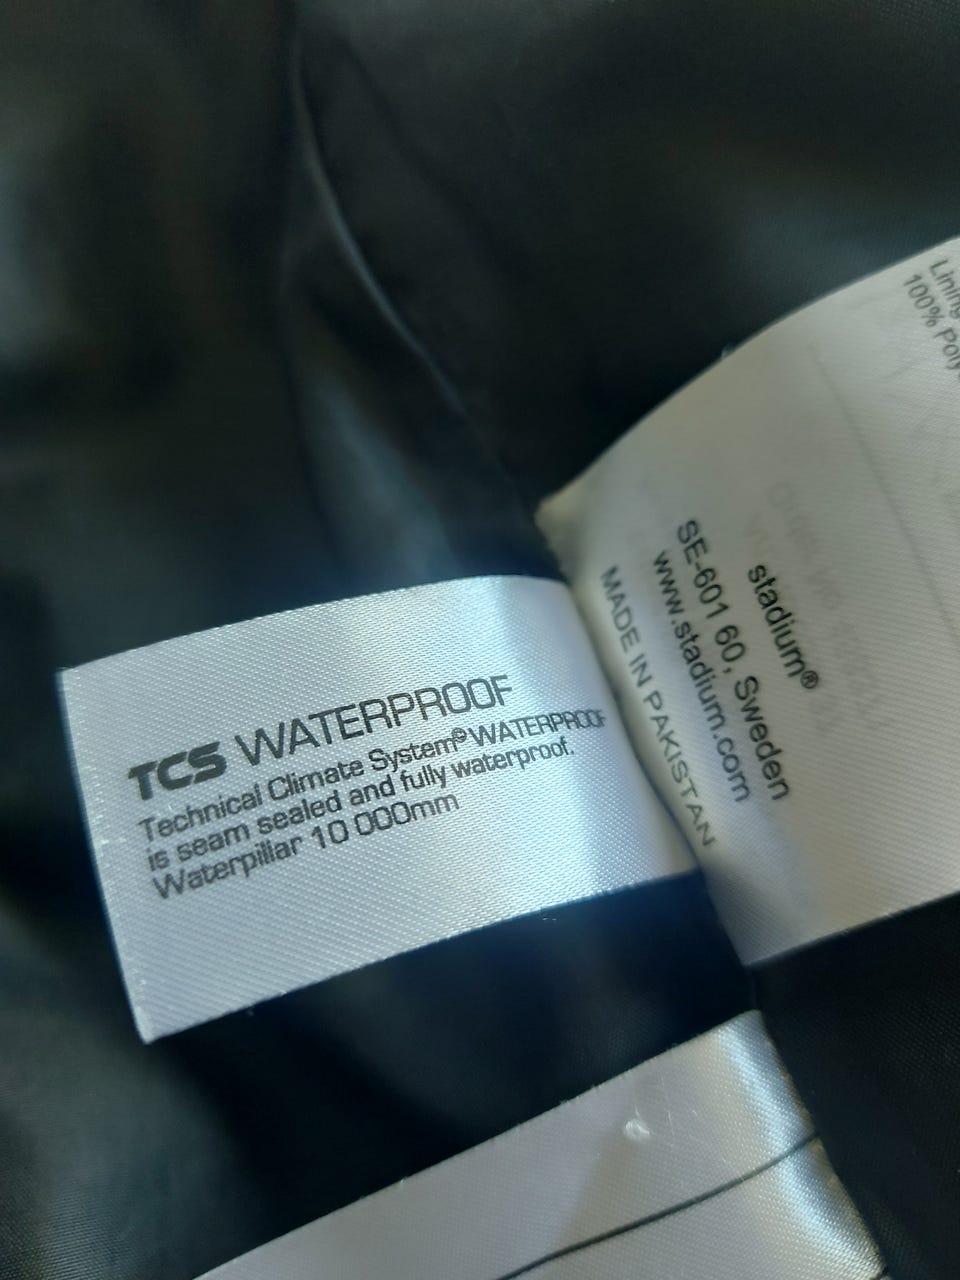 TCS WATERPROOF
Technical Climate System©WATERPROOF
is seam sealed and fully waterproof.
Waterpillar 10 000mm
Lining
100%
stadium®
SE-601 60, Sweden
www.stadium.com
MADE IN PAKISTAN